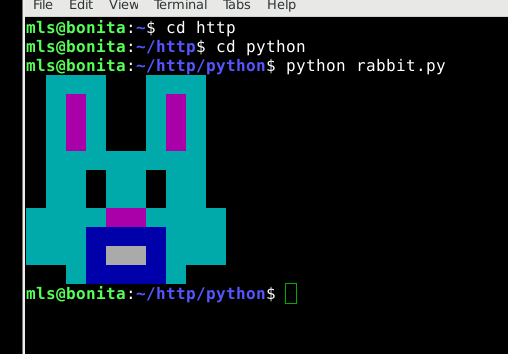 File Edit View Terminal Tabs Help
mls@bonita:~$ cd http
mls@bonita:~/http$ cd python
mls@bonita:~/http/python$ python rabbit.py
mls@bonita:~/http/python$